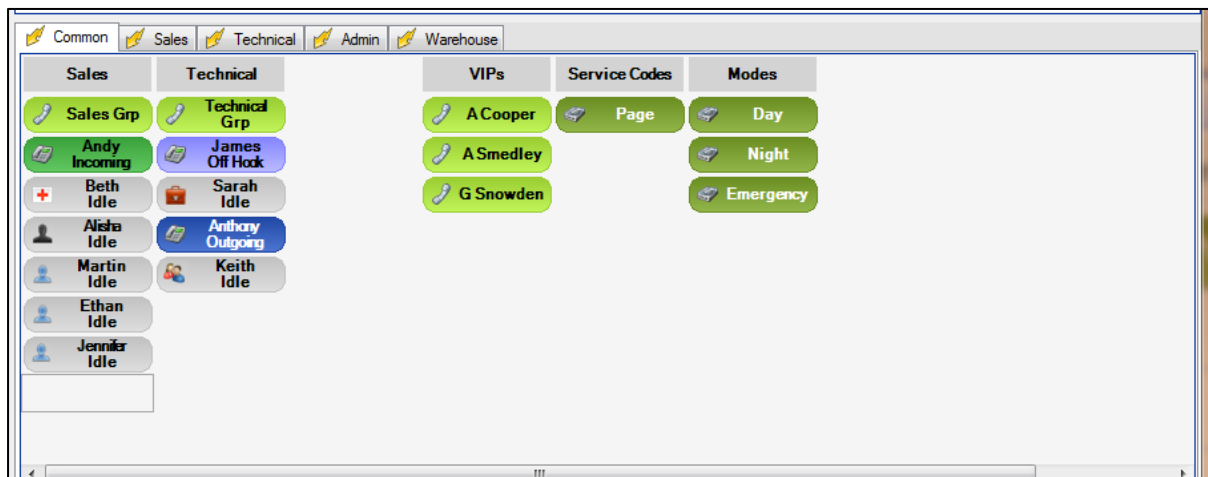 Common Sales Technical Admin Warehouse
Sales Technical VIPs Service Codes Modes
Sales Grp
Technical
Grp
A Cooper
Page
Day
Andy
Incoming
James
Off Hook
A Smedley
Night
Beth
Idle
Sarah
Idle
G Snowden
Emergency
Alisha
Idle
Anthony
Outgoing
Martin
Idle
Keith
Idle
Ethan
Idle
Jennifer
Idle